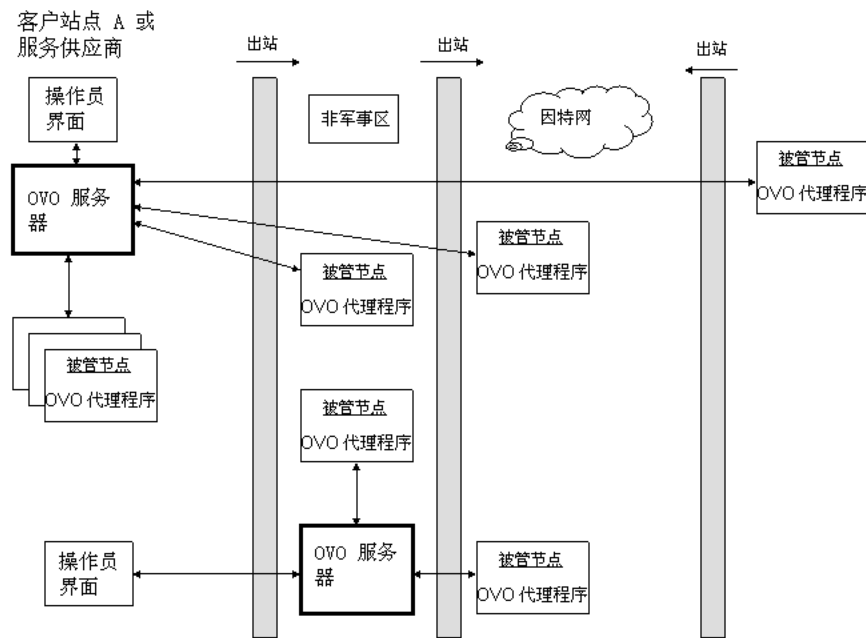 客户站点 A 或
服务供应商
出站
出站
出站
操作员
界面
非军事区
因特网
被管节点
OVO 代理程序
OVO 服务
器
被管节点
OVO 代理程序
被管节点
OVO 代理程序
被管节点
OVO 代理程序
被管节点
OVO 代理程序
操作员
界面
OVO 服务
器
被管节点
OVO 代理程序